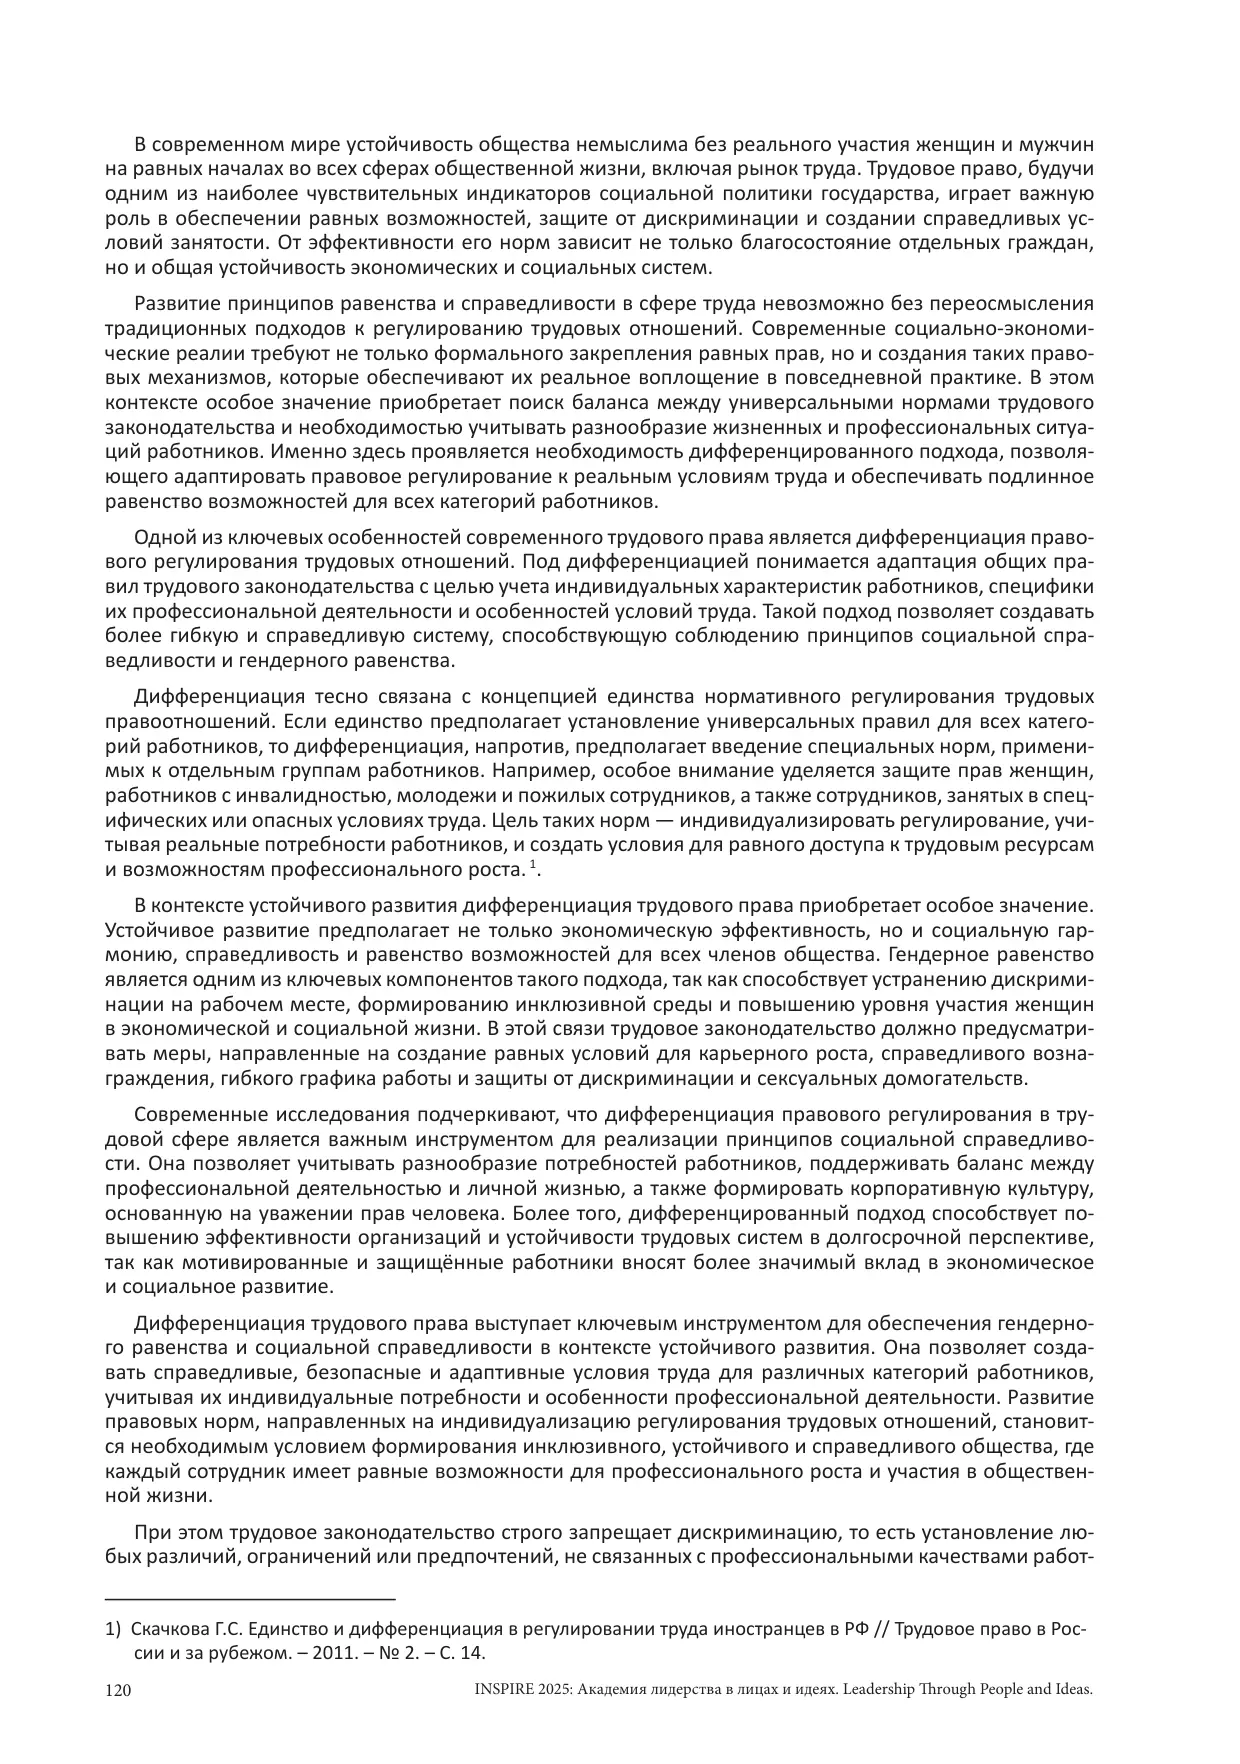 В современном мире устойчивость общества немыслима без реального участия женщин и мужчин
на равных началах во всех сферах общественной жизни, включая рынок труда. Трудовое право, будучи
одним из наиболее чувствительных индикаторов социальной политики государства, играет важную
роль в обеспечении равных возможностей, защите от дискриминации и создании справедливых ус-
ловий занятости. От эффективности его норм зависит не только благосостояние отдельных граждан,
но и общая устойчивость экономических и социальных систем.
Развитие принципов равенства и справедливости в сфере труда невозможно без переосмысления
традиционных подходов к регулированию трудовых отношений. Современные социально-экономи-
ческие реалии требуют не только формального закрепления равных прав, но и создания таких право-
вых механизмов, которые обеспечивают их реальное воплощение в повседневной практике. В этом
контексте особое значение приобретает поиск баланса между универсальными нормами трудового
законодательства и необходимостью учитывать разнообразие жизненных и профессиональных ситуа-
ций работников. Именно здесь проявляется необходимость дифференцированного подхода, позволя-
ющего адаптировать правовое регулирование к реальным условиям труда и обеспечивать подлинное
равенство возможностей для всех категорий работников.
Одной из ключевых особенностей современного трудового права является дифференциация право-
вого регулирования трудовых отношений. Под дифференциацией понимается адаптация общих пра-
вил трудового законодательства с целью учета индивидуальных характеристик работников, специфики
их профессиональной деятельности и особенностей условий труда. Такой подход позволяет создавать
более гибкую и справедливую систему, способствующую соблюдению принципов социальной спра-
ведливости и гендерного равенства.
Дифференциация тесно связана с концепцией единства нормативного регулирования трудовых
правоотношений. Если единство предполагает установление универсальных правил для всех катего-
рий работников, то дифференциация, напротив, предполагает введение специальных норм, примени-
мых к отдельным группам работников. Например, особое внимание уделяется защите прав женщин,
работников с инвалидностью, молодежи и пожилых сотрудников, а также сотрудников, занятых в спец-
ифических или опасных условиях труда. Цель таких норм — индивидуализировать регулирование, учи-
тывая реальные потребности работников, и создать условия для равного доступа к трудовым ресурсам
и возможностям профессионального роста. 1.
В контексте устойчивого развития дифференциация трудового права приобретает особое значение.
Устойчивое развитие предполагает не только экономическую эффективность, но и социальную гар-
монию, справедливость и равенство возможностей для всех членов общества. Гендерное равенство
является одним из ключевых компонентов такого подхода, так как способствует устранению дискрими-
нации на рабочем месте, формированию инклюзивной среды и повышению уровня участия женщин
в экономической и социальной жизни. В этой связи трудовое законодательство должно предусматри-
вать меры, направленные на создание равных условий для карьерного роста, справедливого возна-
граждения, гибкого графика работы и защиты от дискриминации и сексуальных домогательств.
Современные исследования подчеркивают, что дифференциация правового регулирования в тру-
довой сфере является важным инструментом для реализации принципов социальной справедливо-
сти. Она позволяет учитывать разнообразие потребностей работников, поддерживать баланс между
профессиональной деятельностью и личной жизнью, а также формировать корпоративную культуру,
основанную на уважении прав человека. Более того, дифференцированный подход способствует по-
вышению эффективности организаций и устойчивости трудовых систем в долгосрочной перспективе,
так как мотивированные и защищённые работники вносят более значимый вклад в экономическое
и социальное развитие.
Дифференциация трудового права выступает ключевым инструментом для обеспечения гендерно-
го равенства и социальной справедливости в контексте устойчивого развития. Она позволяет созда-
вать справедливые, безопасные и адаптивные условия труда для различных категорий работников,
учитывая их индивидуальные потребности и особенности профессиональной деятельности. Развитие
правовых норм, направленных на индивидуализацию регулирования трудовых отношений, становит-
ся необходимым условием формирования инклюзивного, устойчивого и справедливого общества, где
каждый сотрудник имеет равные возможности для профессионального роста и участия в обществен-
ной жизни.
При этом трудовое законодательство строго запрещает дискриминацию, то есть установление лю-
бых различий, ограничений или предпочтений, не связанных с профессиональными качествами работ-
1) Скачкова Г.С. Единство и дифференциация в регулировании труда иностранцев в РФ // Трудовое право в Рос-
сии и за рубежом. – 2011. – № 2. – С. 14.
120 INSPIRE 2025: Академия лидерства в лицах и идеях. Leadership Through People and Ideas.